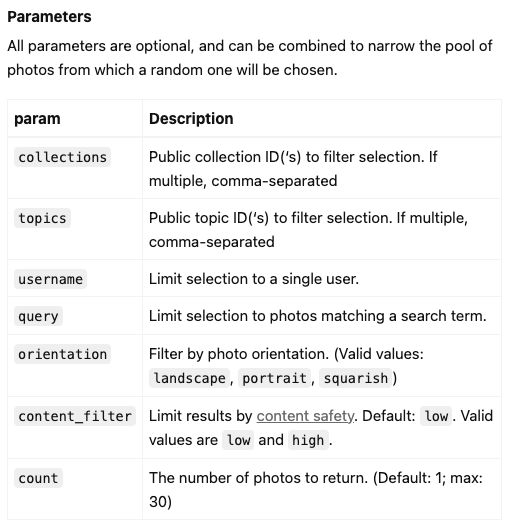 Parameters
All parameters are optional, and can be combined to narrow the pool of
photos from which a random one will be chosen.
param Description
collections Public collection ID(‘s) to filter selection. If
multiple, comma-separated
topics Public topic ID(‘s) to filter selection. If multiple,
comma-separated
username Limit selection to a single user.
query Limit selection to photos matching a search term.
orientation Filter by photo orientation. (Valid values:
landscape, portrait, squarish)
content_filter Limit results by content safety. Default: low. Valid
values are low and high.
count The number of photos to return. (Default: 1; max:
30)